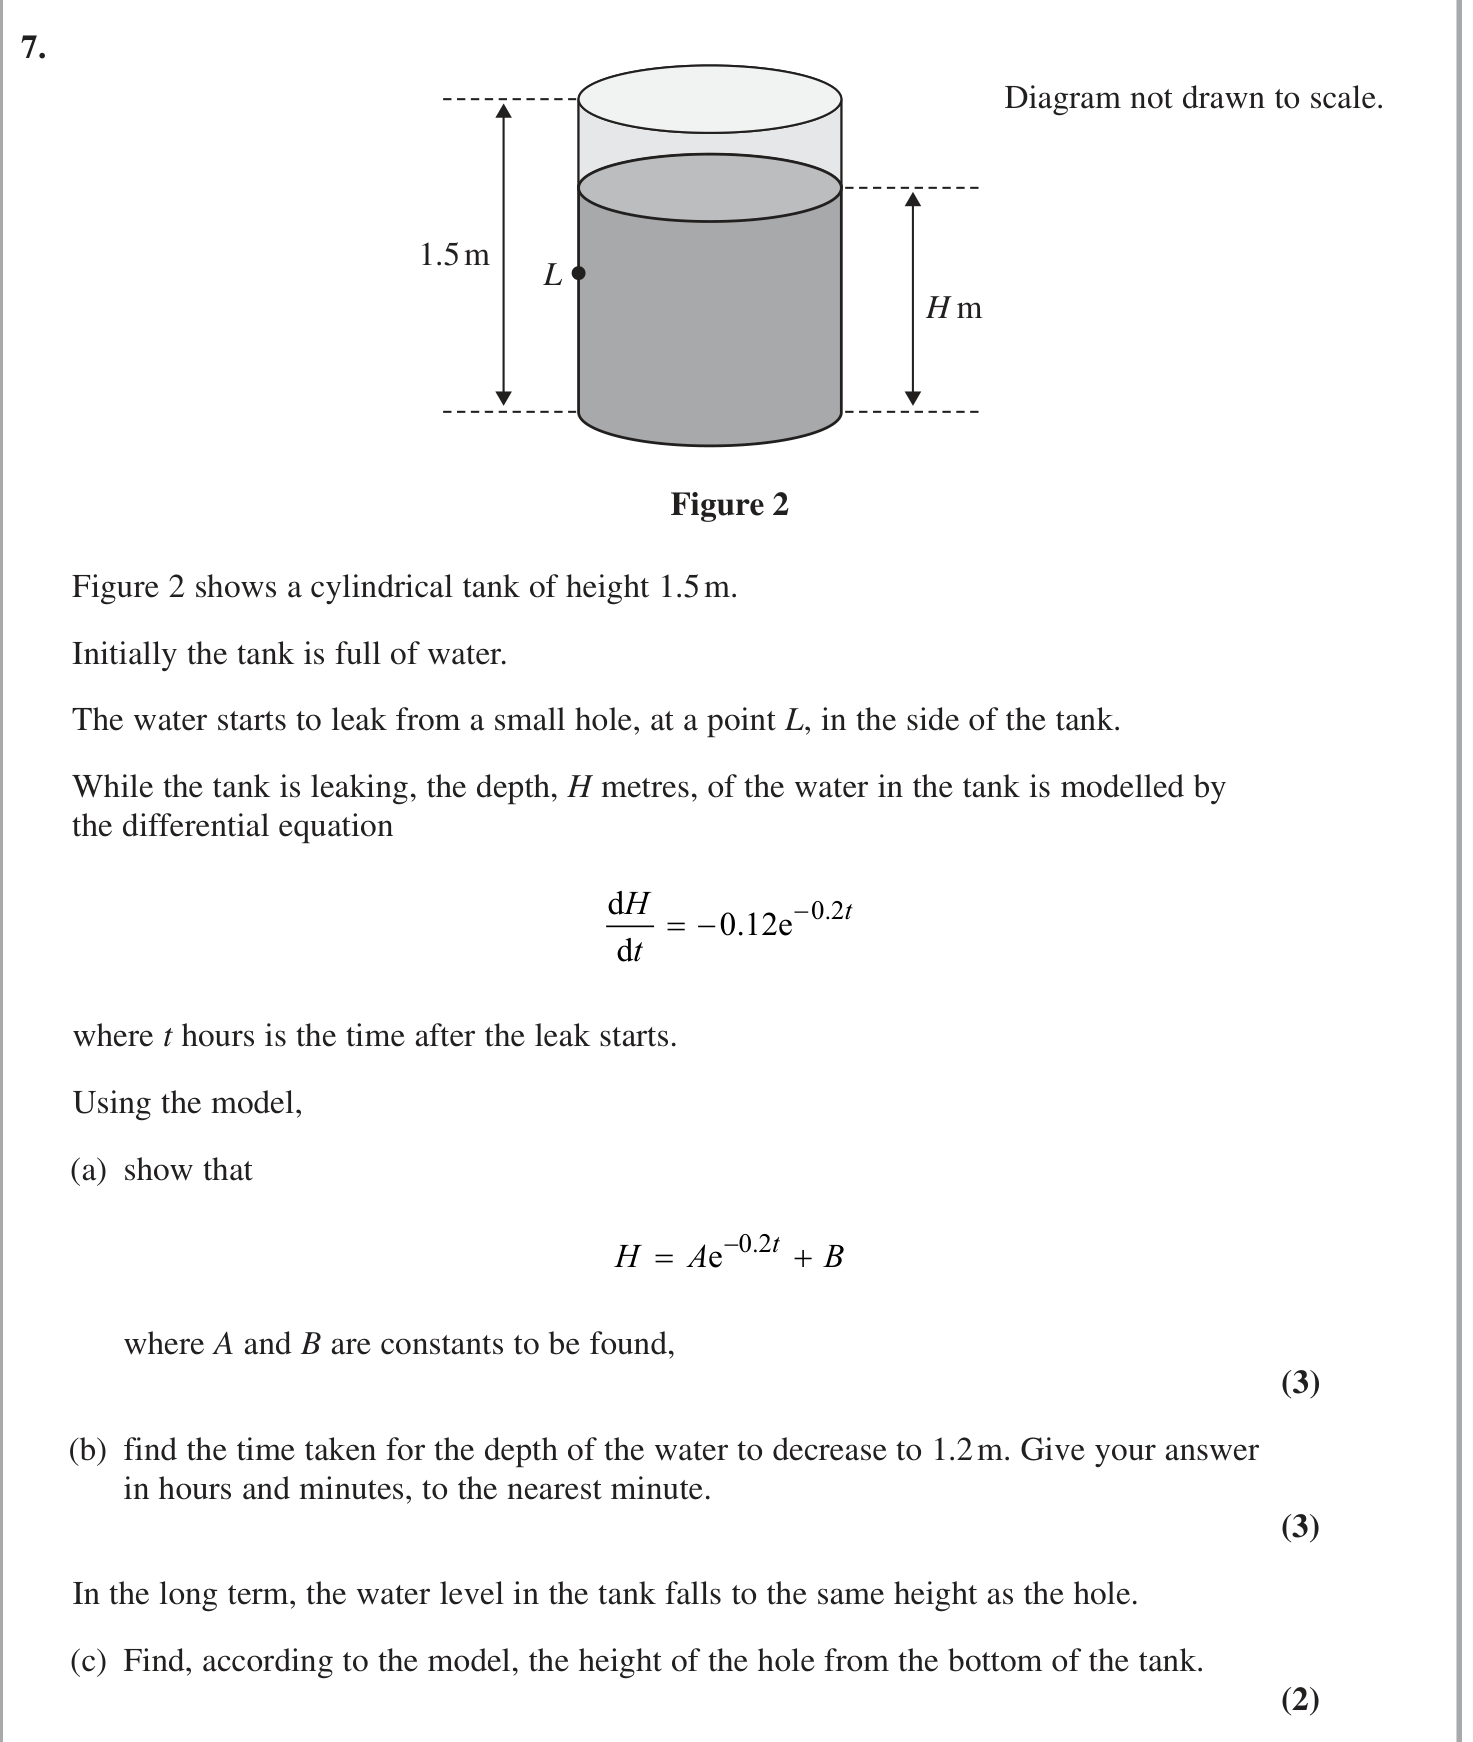 7.
Diagram not drawn to scale.
1.5 m
L
H m
Figure 2
Figure 2 shows a cylindrical tank of height 1.5 m.
Initially the tank is full of water.
The water starts to leak from a small hole, at a point L, in the side of the tank.
While the tank is leaking, the depth, H metres, of the water in the tank is modelled by
the differential equation
dH/dt = −0.12e^{−0.2t}
where t hours is the time after the leak starts.
Using the model,
(a) show that
H = Ae^{−0.2t} + B
where A and B are constants to be found,
(3)
(b) find the time taken for the depth of the water to decrease to 1.2 m. Give your answer
in hours and minutes, to the nearest minute.
(3)
In the long term, the water level in the tank falls to the same height as the hole.
(c) Find, according to the model, the height of the hole from the bottom of the tank.
(2)